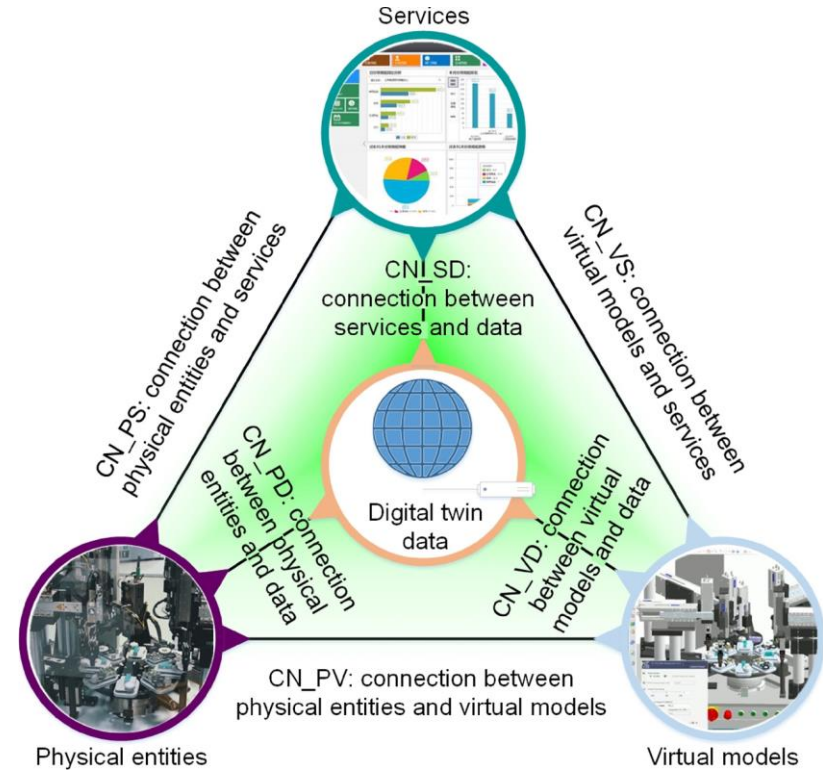 Services
CN_SD:
connection between
services and data
CN_PS: connection between
physical entities and services
CN_VS: connection between
virtual models and services
CN_PD: connection
between physical
entities and data
Digital twin
data
CN_VD: connection
between virtual
models and data
CN_PV: connection between
physical entities and virtual models
Physical entities
Virtual models